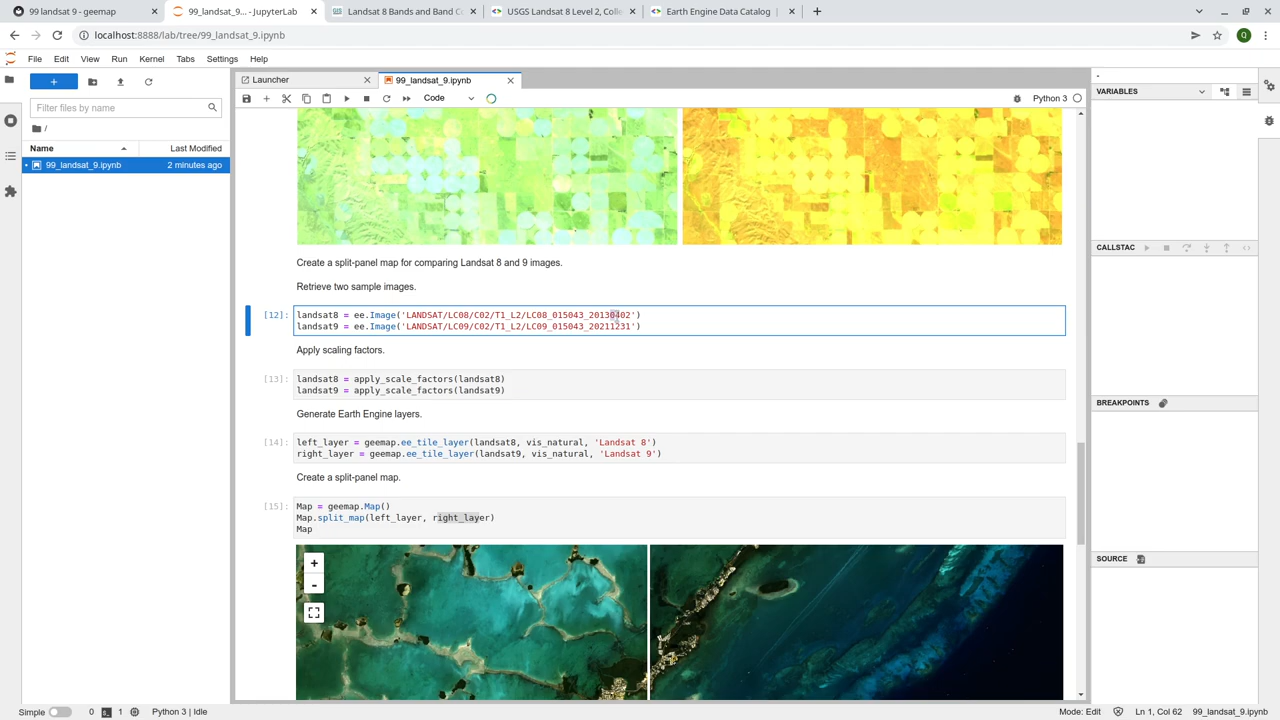 99 landsat 9 - geemap
99_landsat_9... - JupyterLab
Landsat 8 Bands and Band C
USGS Landsat 8 Level 2, Colle
Earth Engine Data Catalog
localhost:8888/lab/tree/99_landsat_9.ipynb
Q
File Edit View Run Kernel Tabs Settings Help
Launcher
99_landsat_9.ipynb
Code
Python 3
Filter files by name
/
Name
Last Modified
99_landsat_9.ipynb
2 minutes ago
Create a split-panel map for comparing Landsat 8 and 9 images.
Retrieve two sample images.
[12]:
landsat8 = ee.Image('LANDSAT/LC08/C02/T1_L2/LC08_015043_20130402')
landsat9 = ee.Image('LANDSAT/LC09/C02/T1_L2/LC09_015043_20211231')
Apply scaling factors.
[13]:
landsat8 = apply_scale_factors(landsat8)
landsat9 = apply_scale_factors(landsat9)
Generate Earth Engine layers.
[14]:
left_layer = geemap.ee_tile_layer(landsat8, vis_natural, 'Landsat 8')
right_layer = geemap.ee_tile_layer(landsat9, vis_natural, 'Landsat 9')
Create a split-panel map.
[15]:
Map = geemap.Map()
Map.split_map(left_layer, right_layer)
Map
+
-
-
VARIABLES
CALLSTAC
BREAKPOINTS
SOURCE
Simple
0
1
Python 3 | Idle
Mode: Edit
Ln 1, Col 62
99_landsat_9.ipynb